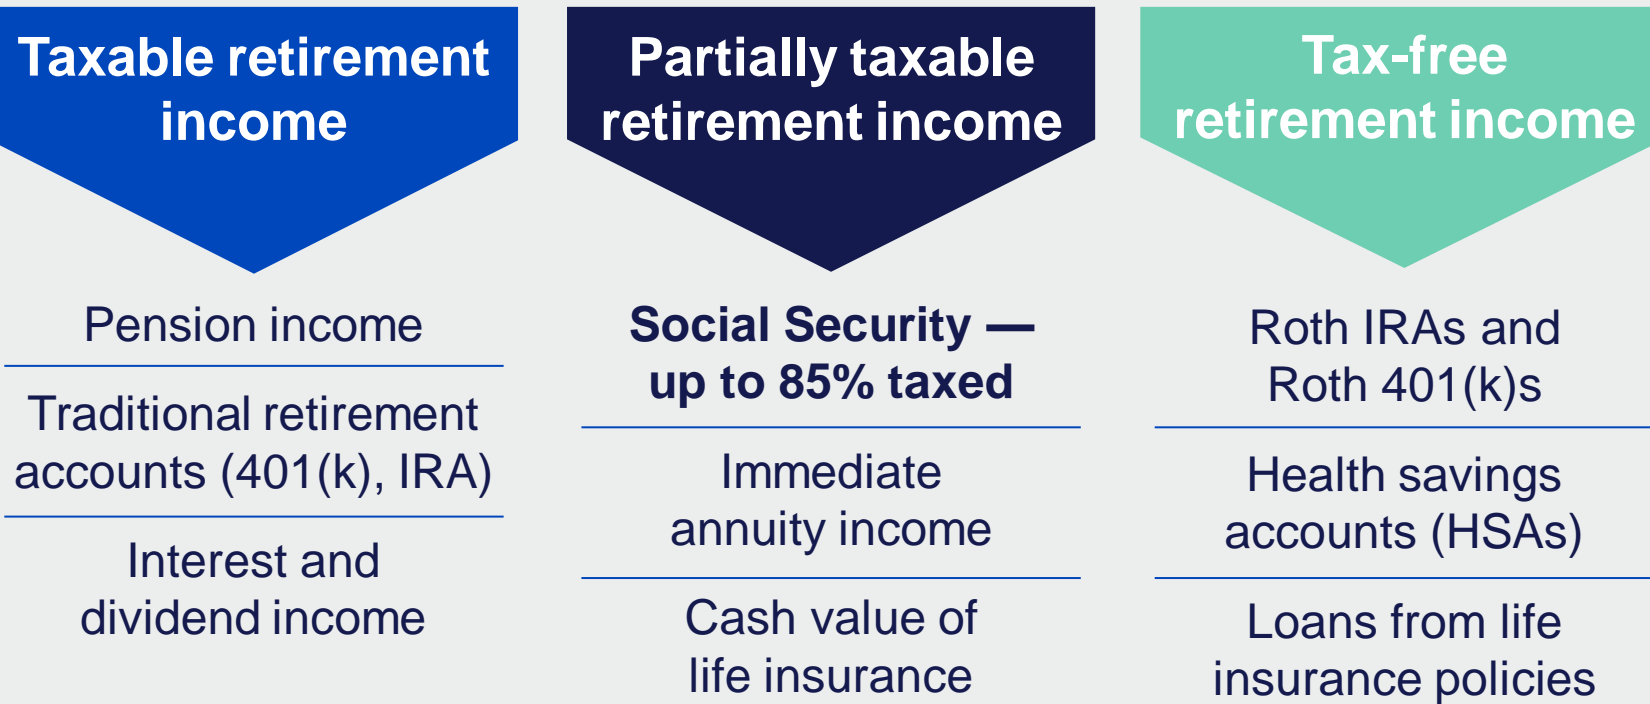 Taxable retirement
income
Pension income
Traditional retirement
accounts (401(k), IRA)
Interest and
dividend income
Partially taxable
retirement income
Social Security —
up to 85% taxed
Immediate
annuity income
Cash value of
life insurance
Tax-free
retirement income
Roth IRAs and
Roth 401(k)s
Health savings
accounts (HSAs)
Loans from life
insurance policies